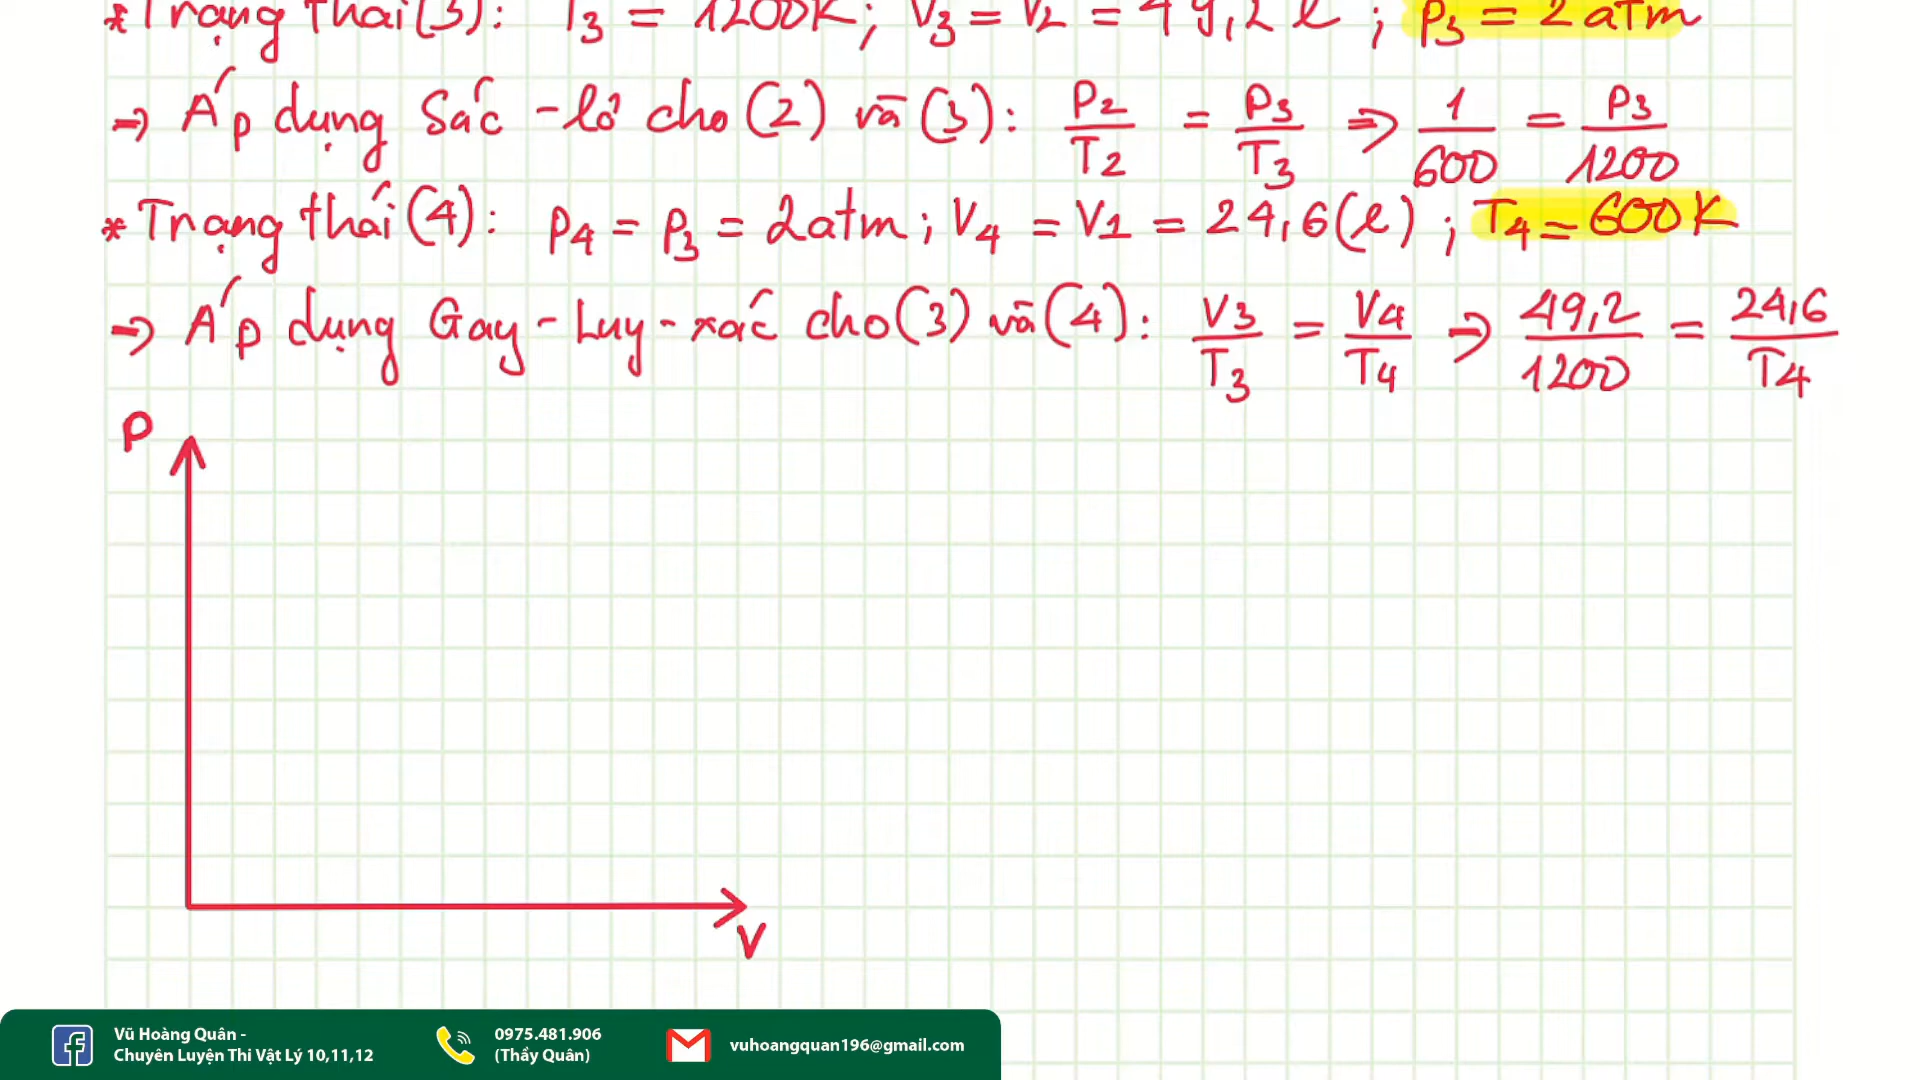 * Trạng thái (3): T3 = 1200K; V3 = V2 = 49,2 l; P3 = 2atm
=> Áp dụng Sác-lơ cho (2) và (3): P2/T2 = P3/T3 => 1/600 = P3/1200
* Trạng thái (4): P4 = P3 = 2atm; V4 = V1 = 24,6(l); T4 = 600K
=> Áp dụng Gay-Luy-xác cho (3) và (4): V3/T3 = V4/T4 => 49,2/1200 = 24,6/T4
P
V
Vũ Hoàng Quân -
Chuyên Luyện Thi Vật Lý 10,11,12
0975.481.906
(Thầy Quân)
vuhoangquan196@gmail.com